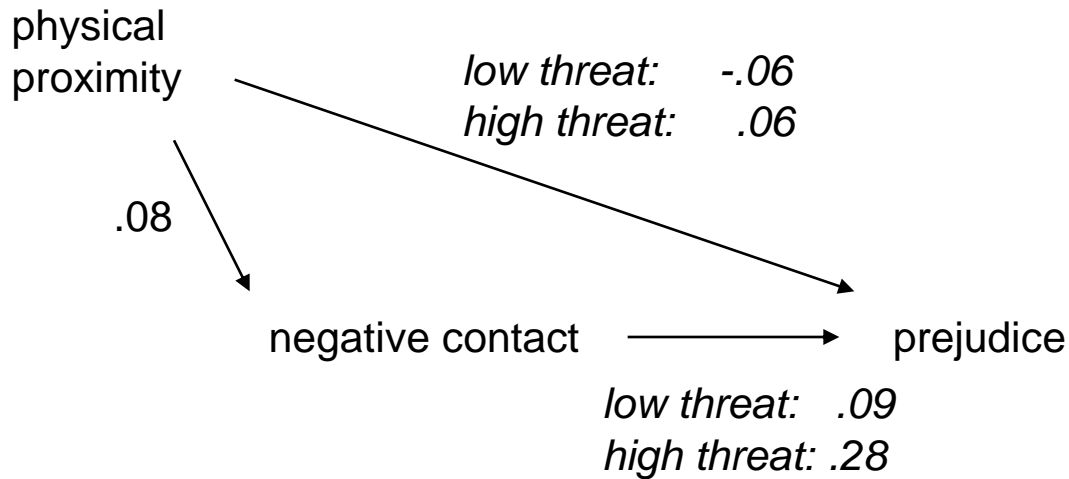 physical
proximity
low threat: -.06
high threat: .06
.08
negative contact
prejudice
low threat: .09
high threat: .28